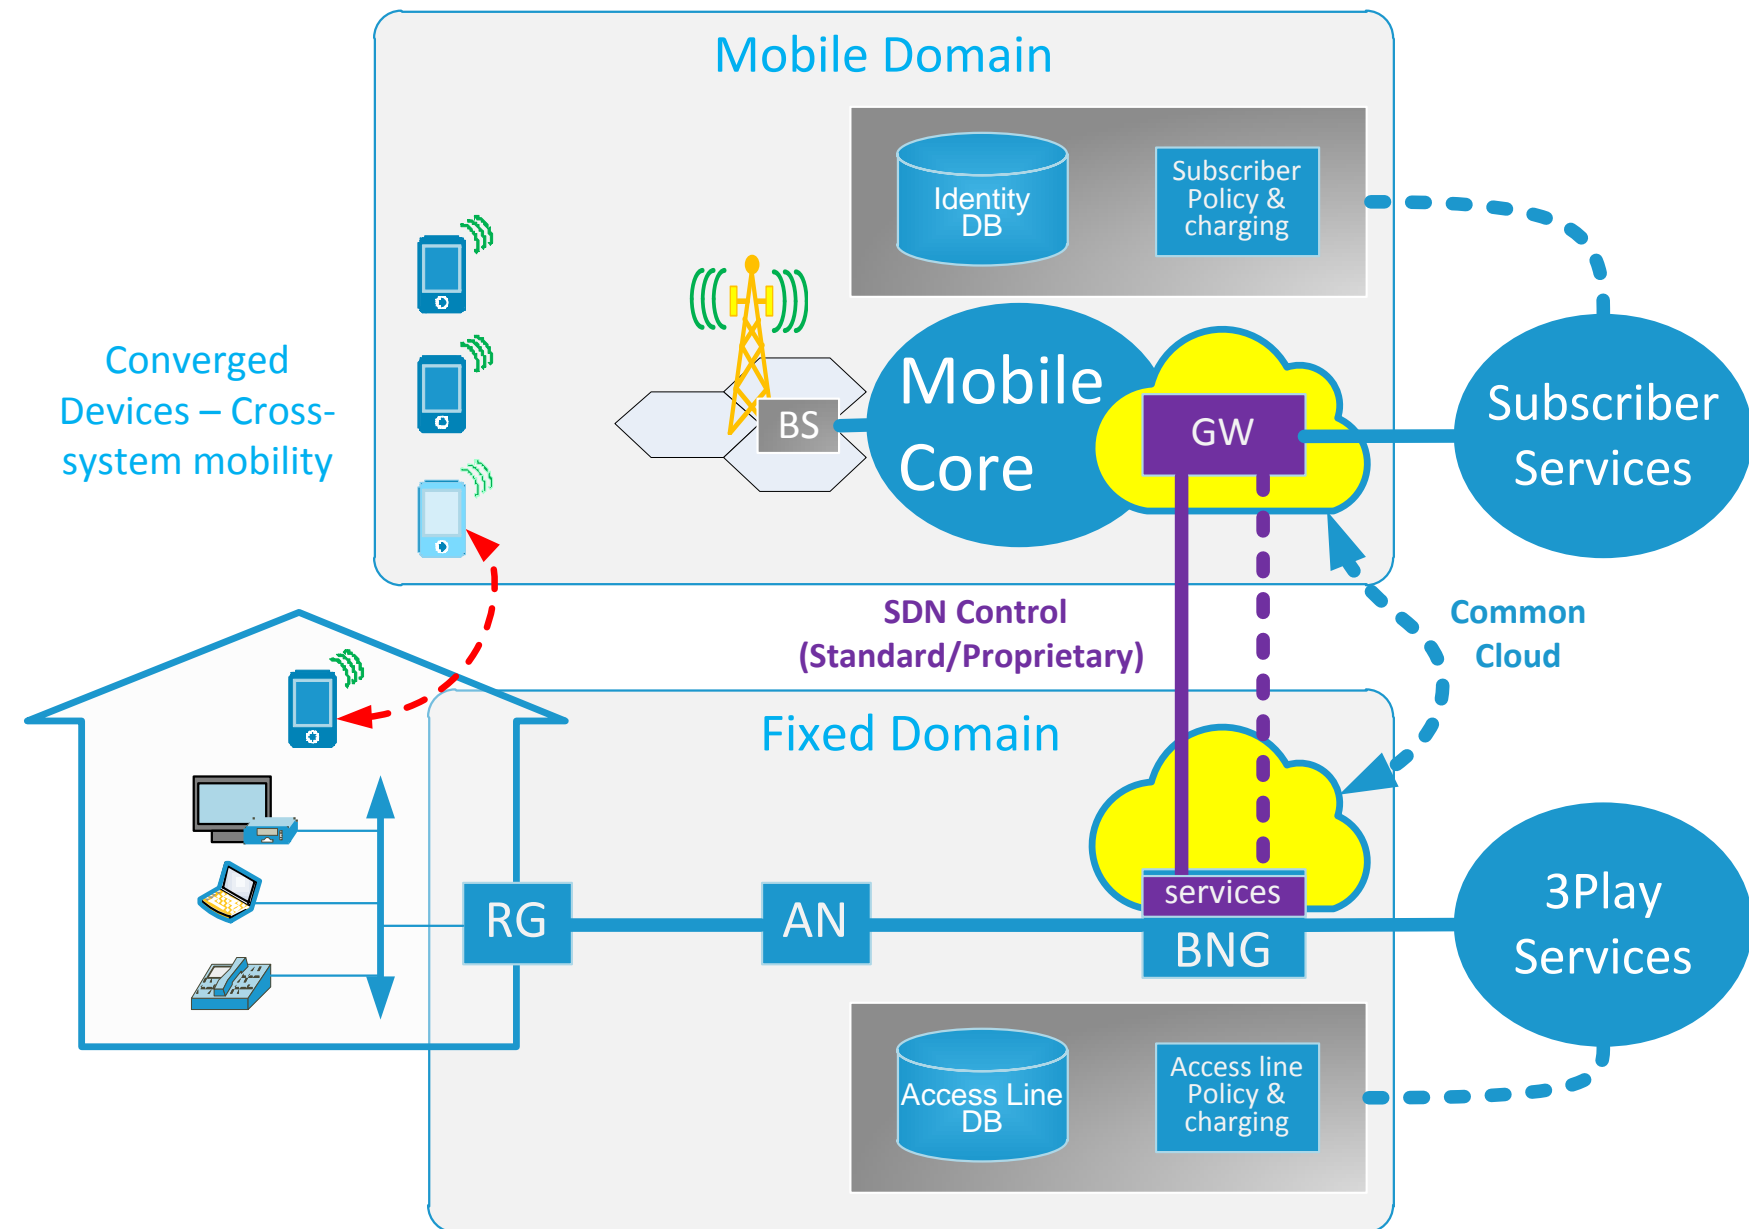 Mobile Domain
Identity
DB
Subscriber
Policy &
charging
Converged
Devices – Cross-
system mobility
BS
Mobile
Core
GW
Subscriber
Services
SDN Control
(Standard/Proprietary)
Common
Cloud
Fixed Domain
services
RG
AN
BNG
3Play
Services
Access Line
DB
Access line
Policy &
charging